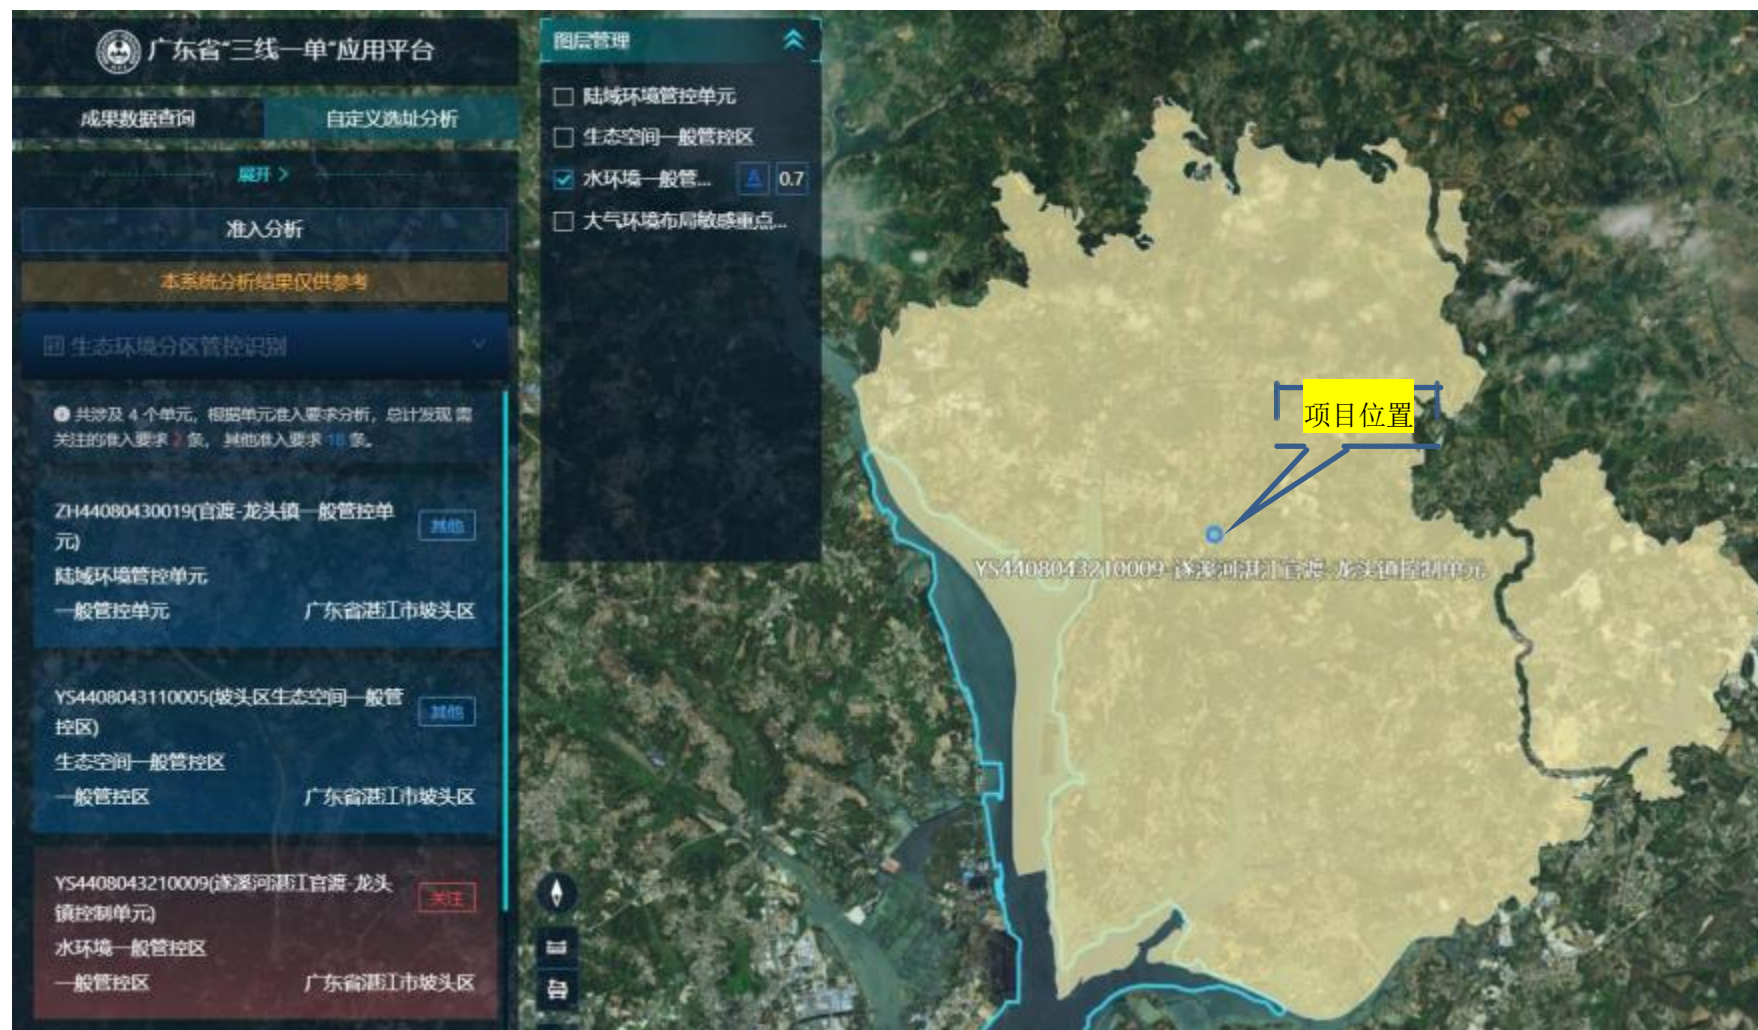 广东省“三线一单”应用平台
成果数据查询
自定义选址分析
展开 >
准入分析
本系统分析结果仅供参考
生态环境分区管控识别
共涉及 4 个单元，根据单元准入要求分析，总计发现 需
关注的准入要求 2 条， 其他准入要求 18 条。
ZH44080430019(官渡-龙头镇一般管控单
元)
其他
陆域环境管控单元
一般管控单元
广东省湛江市坡头区
YS4408043110005(坡头区生态空间一般管
控区)
其他
生态空间一般管控区
一般管控区
广东省湛江市坡头区
YS4408043210009(遂溪河湛江官渡-龙头
镇控制单元)
关注
水环境一般管控区
一般管控区
广东省湛江市坡头区
图层管理
陆域环境管控单元
生态空间一般管控区
水环境一般管... 0.7
大气环境布局敏感重点...
项目位置
YS4408043210009-遂溪河湛江官渡-龙头镇控制单元